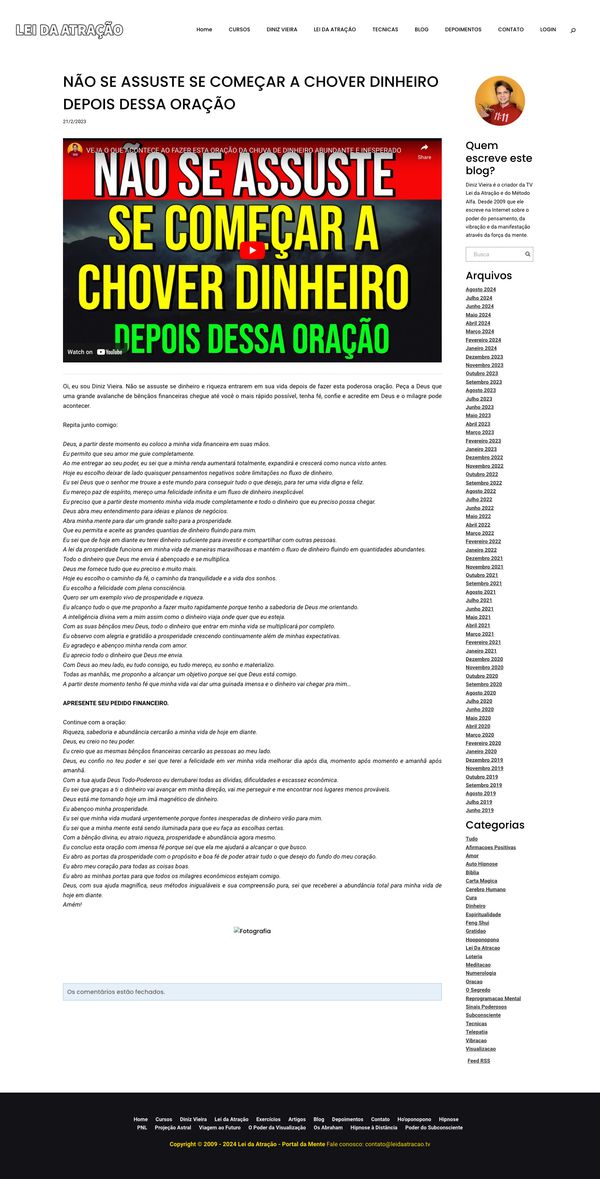 LEI DA ATRAÇÃO
Home CURSOS DINIZ VIEIRA LEI DA ATRAÇÃO TECNICAS BLOG DEPOIMENTOS CONTATO LOGIN
NÃO SE ASSUSTE SE COMEÇAR A CHOVER DINHEIRO
DEPOIS DESSA ORAÇÃO
21/2/2023
VEJA O QUE ACONTECE AO FAZER ESTA ORAÇÃO DA CHUVA DE DINHEIRO ABUNDANTE E INESPERADO
Share
NÃO SE ASSUSTE
SE COMEÇAR A
CHOVER DINHEIRO
DEPOIS DESSA ORAÇÃO
Watch on YouTube
Oi, eu sou Diniz Vieira. Não se assuste se dinheiro e riqueza entrarem em sua vida depois de fazer esta poderosa oração. Peça a Deus que
uma grande avalanche de bênçãos financeiras chegue até você o mais rápido possível, tenha fé, confie e acredite em Deus e o milagre pode
acontecer.
Repita junto comigo:
Deus, a partir deste momento eu coloco a minha vida financeira em suas mãos.
Eu permito que seu amor me guie completamente.
Ao me entregar ao seu poder, eu sei que a minha renda aumentará totalmente, expandirá e crescerá como nunca visto antes.
Hoje eu escolho deixar de lado quaisquer pensamentos negativos sobre limitações no fluxo de dinheiro.
Eu sei Deus que o senhor me trouxe a este mundo para conseguir tudo o que desejo, para ter uma vida digna e feliz.
Eu mereço paz de espírito, mereço uma felicidade infinita e um fluxo de dinheiro inexplicável.
Eu preciso que a partir deste momento minha vida mude completamente e todo o dinheiro que eu preciso possa chegar.
Deus abra meu entendimento para ideias e planos de negócios.
Abra minha mente para dar um grande salto para a prosperidade.
Que eu permita e aceite as grandes quantias de dinheiro fluindo para mim.
Eu sei que de hoje em diante eu terei dinheiro suficiente para investir e compartilhar com outras pessoas.
A lei da prosperidade funciona em minha vida de maneiras maravilhosas e mantém o fluxo de dinheiro fluindo em quantidades abundantes.
Todo o dinheiro que Deus me envia é abençoado e se multiplica.
Deus me fornece tudo que eu preciso e muito mais.
Hoje eu escolho o caminho da fé, o caminho da tranquilidade e a vida dos sonhos.
Eu escolho a felicidade com plena consciência.
Quero ser um exemplo vivo de prosperidade e riqueza.
Eu alcanço tudo o que me proponho a fazer muito rapidamente porque tenho a sabedoria de Deus me orientando.
A inteligência divina vem a mim assim como o dinheiro viaja onde quer que eu esteja.
Com as suas bênçãos meu Deus, todo o dinheiro que entrar em minha vida se multiplicará por completo.
Eu observo com alegria e gratidão a prosperidade crescendo continuamente além de minhas expectativas.
Eu agradeço e abençoo minha renda com amor.
Eu aprecio todo o dinheiro que Deus me envia.
Com Deus ao meu lado, eu tudo consigo, eu tudo mereço, eu sonho e materializo.
Todas as manhãs, me proponho a alcançar um objetivo porque sei que Deus está comigo.
A partir deste momento tenho fé que minha vida vai dar uma guinada imensa e o dinheiro vai chegar pra mim...
APRESENTE SEU PEDIDO FINANCEIRO.
Continue com a oração:
Riqueza, sabedoria e abundância cercarão a minha vida de hoje em diante.
Deus, eu creio no teu poder.
Eu creio que as mesmas bênçãos financeiras cercarão as pessoas ao meu lado.
Deus, eu confio no teu poder e sei que terei a felicidade em ver minha vida melhorar dia após dia, momento após momento e amanhã após
amanhã.
Com a tua ajuda Deus Todo-Poderoso eu derrubarei todas as dívidas, dificuldades e escassez econômica.
Eu sei que graças a ti o dinheiro vai avançar em minha direção, vai me perseguir e me encontrar nos lugares menos prováveis.
Deus está me tornando hoje um ímã magnético de dinheiro.
Eu abençoo minha prosperidade.
Eu sei que minha vida mudará urgentemente porque fontes inesperadas de dinheiro virão para mim.
Eu sei que a minha mente está sendo iluminada para que eu faça as escolhas certas.
Com a bênção divina, eu atraio riqueza, prosperidade e abundância agora mesmo.
Eu concluo esta oração com imensa fé porque sei que ela me ajudará a alcançar o que busco.
Eu abro as portas da prosperidade com o propósito e boa fé de poder atrair tudo o que desejo do fundo do meu coração.
Eu abro meu coração para todas as coisas boas.
Eu abro as minhas portas para que todos os milagres econômicos estejam comigo.
Deus, com sua ajuda magnífica, seus métodos inigualáveis e sua compreensão pura, sei que receberei a abundância total para minha vida de
hoje em diante.
Amém!
Fotografia
Os comentários estão fechados.
Quem
escreve este
blog?
Diniz Vieira é o criador da TV
Lei da Atração e do Método
Alfa. Desde 2009 que ele
escreve na Internet sobre o
poder do pensamento, da
vibração e da manifestação
através da força da mente.
Busca
Arquivos
Agosto 2024
Julho 2024
Junho 2024
Maio 2024
Abril 2024
Março 2024
Fevereiro 2024
Janeiro 2024
Dezembro 2023
Novembro 2023
Outubro 2023
Setembro 2023
Agosto 2023
Julho 2023
Junho 2023
Maio 2023
Abril 2023
Março 2023
Fevereiro 2023
Janeiro 2023
Dezembro 2022
Novembro 2022
Outubro 2022
Setembro 2022
Agosto 2022
Julho 2022
Junho 2022
Maio 2022
Abril 2022
Março 2022
Fevereiro 2022
Janeiro 2022
Dezembro 2021
Novembro 2021
Outubro 2021
Setembro 2021
Agosto 2021
Julho 2021
Junho 2021
Maio 2021
Abril 2021
Março 2021
Fevereiro 2021
Janeiro 2021
Dezembro 2020
Novembro 2020
Outubro 2020
Setembro 2020
Agosto 2020
Julho 2020
Junho 2020
Maio 2020
Abril 2020
Março 2020
Fevereiro 2020
Janeiro 2020
Dezembro 2019
Novembro 2019
Outubro 2019
Setembro 2019
Agosto 2019
Julho 2019
Junho 2019
Categorias
Tudo
Afirmacoes Positivas
Amor
Auto Hipnose
Bíblia
Carta Magica
Cerebro Humano
Cura
Dinheiro
Espiritualidade
Feng Shui
Gratidao
Hooponopono
Lei Da Atracao
Loteria
Meditacao
Numerologia
Oracao
O Segredo
Reprogramacao Mental
Sinais Poderosos
Subconsciente
Tecnicas
Telepatia
Vibracao
Visualizacao
Feed RSS
Home Cursos Diniz Vieira Lei da Atração Exercícios Artigos Blog Depoimentos Contato Ho'oponopono Hipnose
PNL Projeção Astral Viagem ao Futuro O Poder da Visualização Os Abraham Hipnose à Distância Poder do Subconsciente
Copyright © 2009 - 2024 Lei da Atração - Portal da Mente Fale conosco: contato@leidaatracao.tv